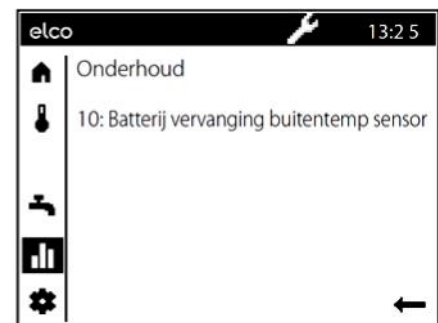 elco 13:2 5
Onderhoud
10: Batterij vervanging buitentemp sensor